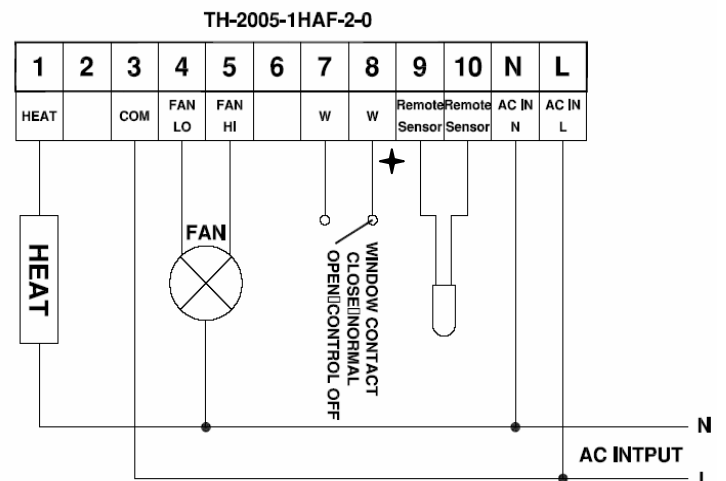 TH-2005-1HAF-2-0
1 2 3 4 5 6 7 8 9 10 N L
HEAT COM FAN LO FAN HI W W Remote Sensor Remote Sensor AC IN N AC IN L
HEAT
FAN
WINDOW CONTACT
CLOSE▯NORMAL
OPEN▯CONTROL OFF
N
AC INTPUT
L